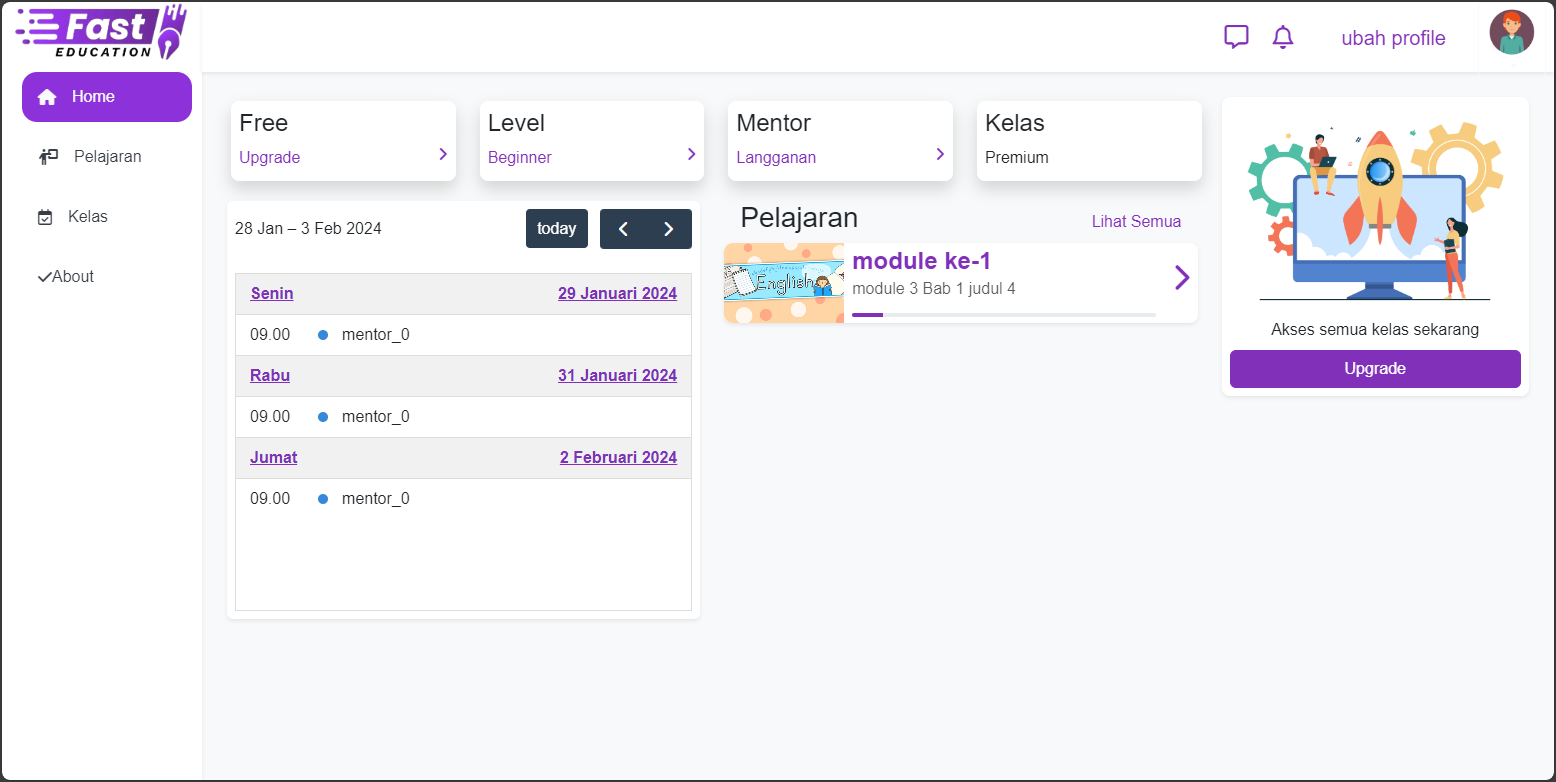 Fast
EDUCATION
ubah profile
Home
Pelajaran
Kelas
About
Free
Upgrade
Level
Beginner
Mentor
Langganan
Kelas
Premium
28 Jan – 3 Feb 2024
today
Senin 29 Januari 2024
09.00 mentor_0
Rabu 31 Januari 2024
09.00 mentor_0
Jumat 2 Februari 2024
09.00 mentor_0
Pelajaran Lihat Semua
English
module ke-1
module 3 Bab 1 judul 4
Akses semua kelas sekarang
Upgrade